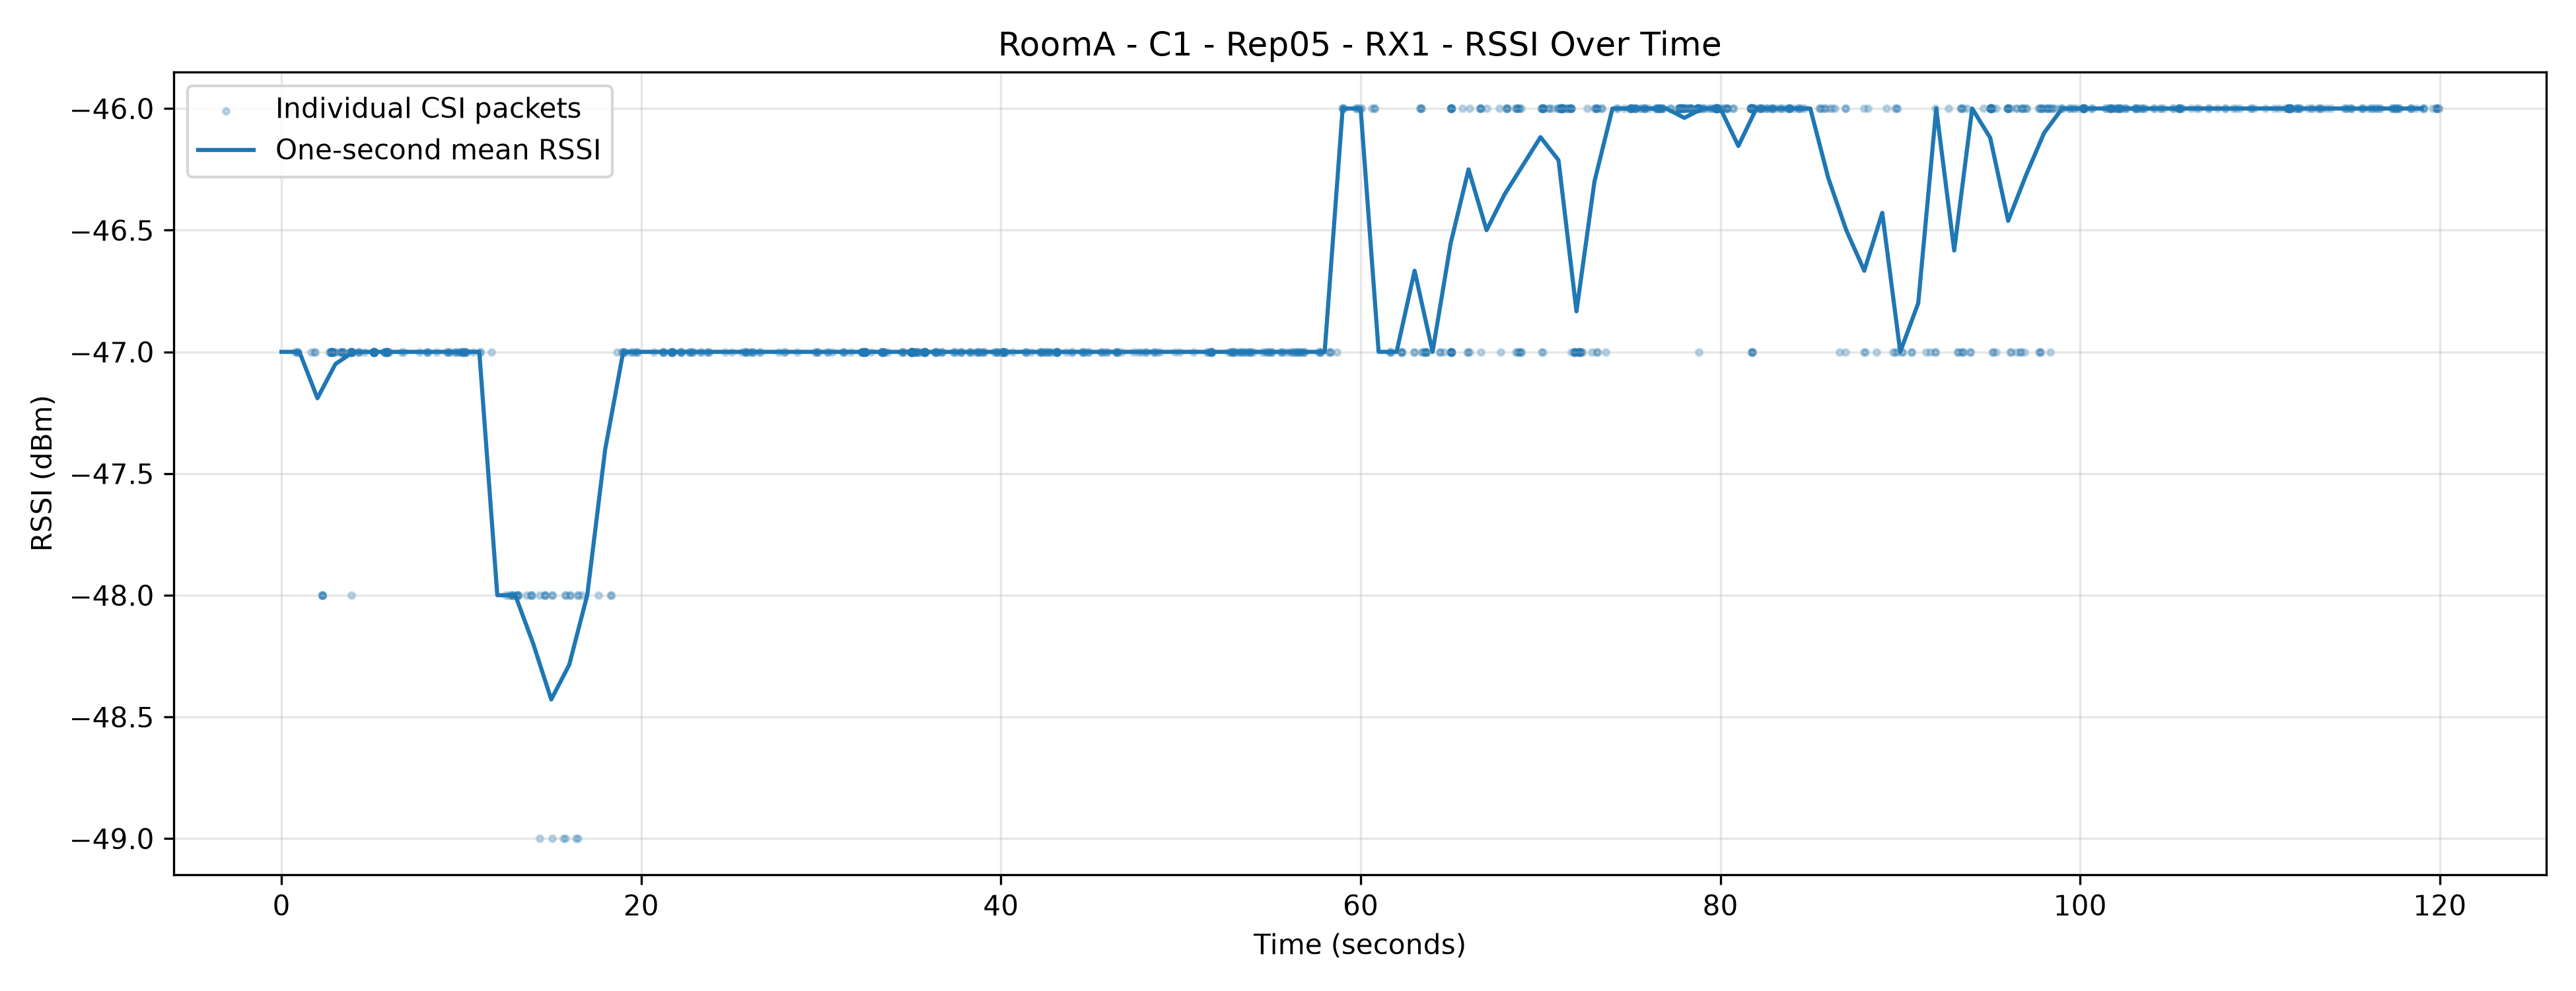 RoomA - C1 - Rep05 - RX1 - RSSI Over Time
Individual CSI packets
One-second mean RSSI
RSSI (dBm)
−46.0
−46.5
−47.0
−47.5
−48.0
−48.5
−49.0
0 20 40 60 80 100 120
Time (seconds)